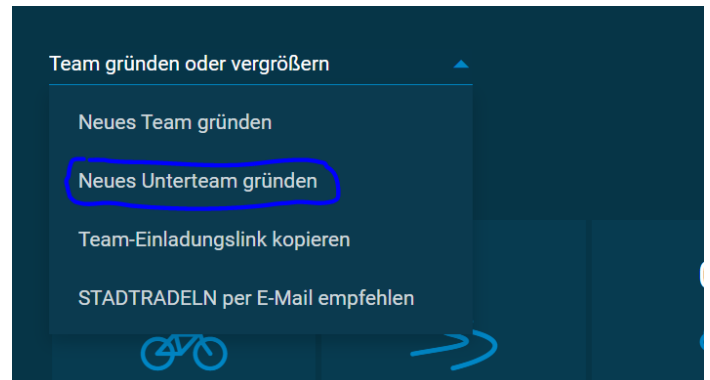 Team gründen oder vergrößern
Neues Team gründen
Neues Unterteam gründen
Team-Einladungslink kopieren
STADTRADELN per E-Mail empfehlen